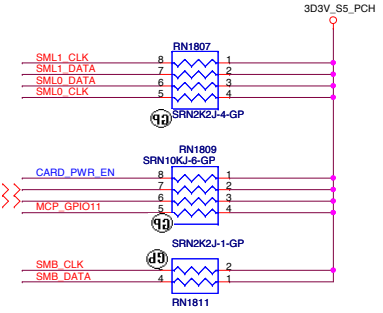 3D3V_S5_PCH
RN1807
SML1_CLK 8 1
SML1_DATA 7 2
SML0_DATA 6 3
SML0_CLK 5 4
GP SRN2K2J-4-GP
RN1809
SRN10KJ-6-GP
CARD_PWR_EN 8 1
7 2
6 3
MCP_GPIO11 5 4
GP
SRN2K2J-1-GP
GP
SMB_CLK 3 2
SMB_DATA 4 1
RN1811